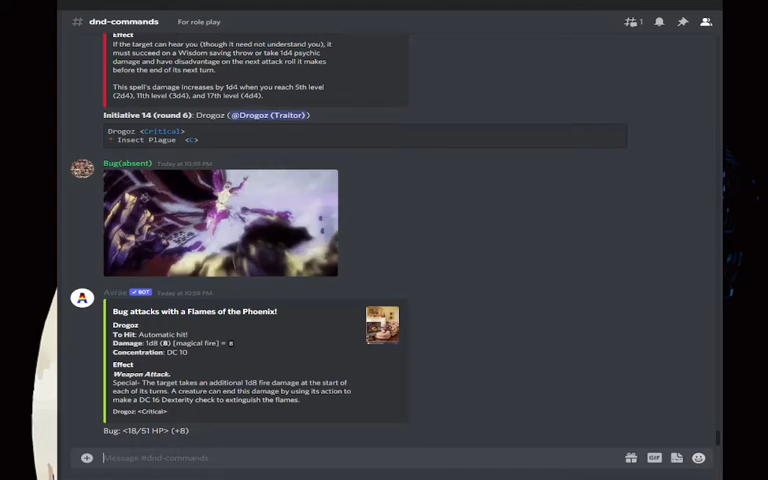 # dnd-commands For role play
1
Effect
If the target can hear you (though it need not understand you), it
must succeed on a Wisdom saving throw or take 1d4 psychic
damage and have disadvantage on the next attack roll it makes
before the end of its next turn.
This spell's damage increases by 1d4 when you reach 5th level
(2d4), 11th level (3d4), and 17th level (4d4).
Initiative 14 (round 6): Drogoz (@Drogoz (Traitor))
Drogoz <Critical>
* Insect Plague <C>
Bug(absent) Today at 10:59 PM
Avrae ✓ BOT Today at 10:59 PM
Bug attacks with a Flames of the Phoenix!
Drogoz
To Hit: Automatic hit!
Damage: 1d8 (8) [magical fire] = 8
Concentration: DC 10
Effect
Weapon Attack.
Special- The target takes an additional 1d8 fire damage at the start of
each of its turns. A creature can end this damage by using its action to
make a DC 16 Dexterity check to extinguish the flames.
Drogoz: <Critical>
Bug: <18/51 HP> (+8)
Message #dnd-commands
GIF